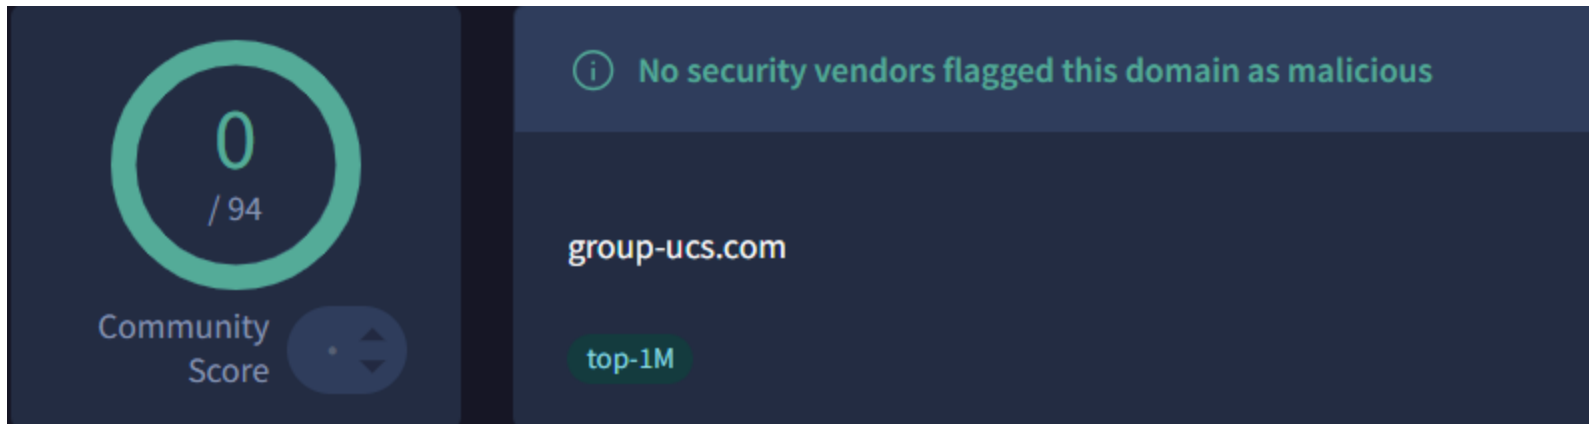 0
/ 94
Community
Score
No security vendors flagged this domain as malicious
group-ucs.com
top-1M